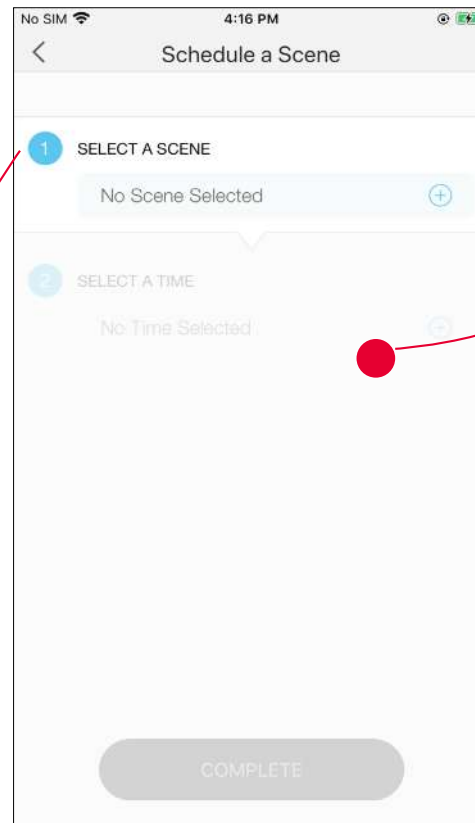 No SIM 4:16 PM
Schedule a Scene
1 SELECT A SCENE
No Scene Selected
2 SELECT A TIME
No Time Selected
COMPLETE